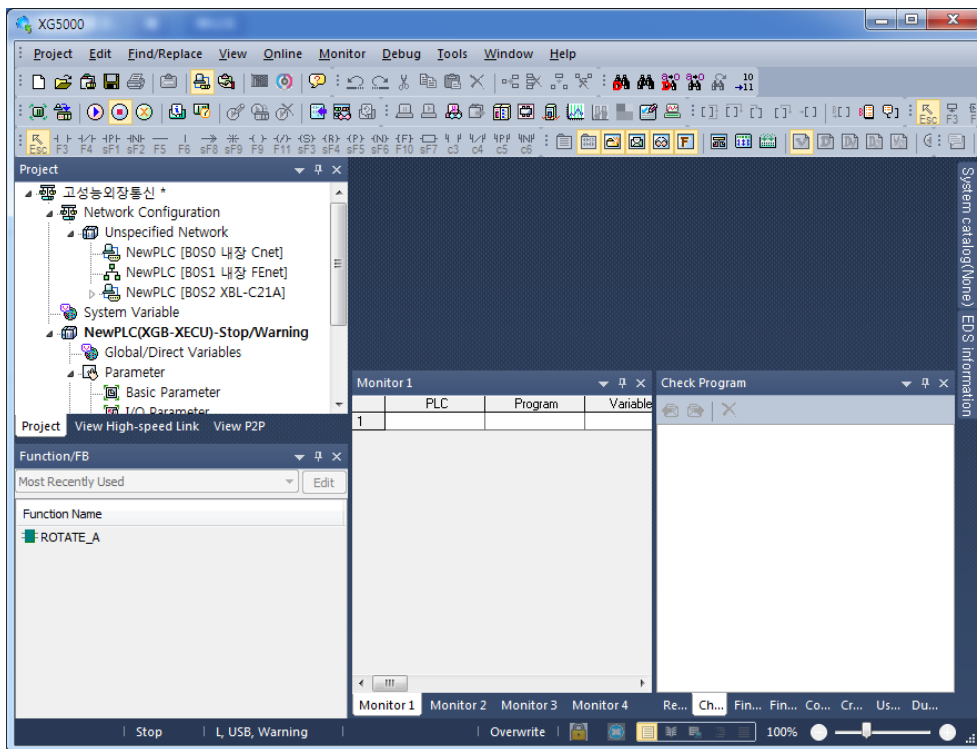 XG5000
Project Edit Find/Replace View Online Monitor Debug Tools Window Help
Esc F3 F4 sF1 sF2 F5 F6 sF8 sF9 F9 F11 sF3 sF4 sF5 sF6 F10 sF7 c3 c4 c5 c6
Esc F3
Project
고성능외장통신 *
Network Configuration
Unspecified Network
NewPLC [B0S0 내장 Cnet]
NewPLC [B0S1 내장 FEnet]
NewPLC [B0S2 XBL-C21A]
System Variable
NewPLC(XGB-XECU)-Stop/Warning
Global/Direct Variables
Parameter
Basic Parameter
I/O Parameter
Project View High-speed Link View P2P
Function/FB
Most Recently Used Edit
Function Name
ROTATE_A
Monitor 1
PLC Program Variable
1
Monitor 1 Monitor 2 Monitor 3 Monitor 4
Check Program
Re... Ch... Fin... Fin... Co... Cr... Us... Du...
System catalog(None)
EDS information
Stop L, USB, Warning Overwrite 100%